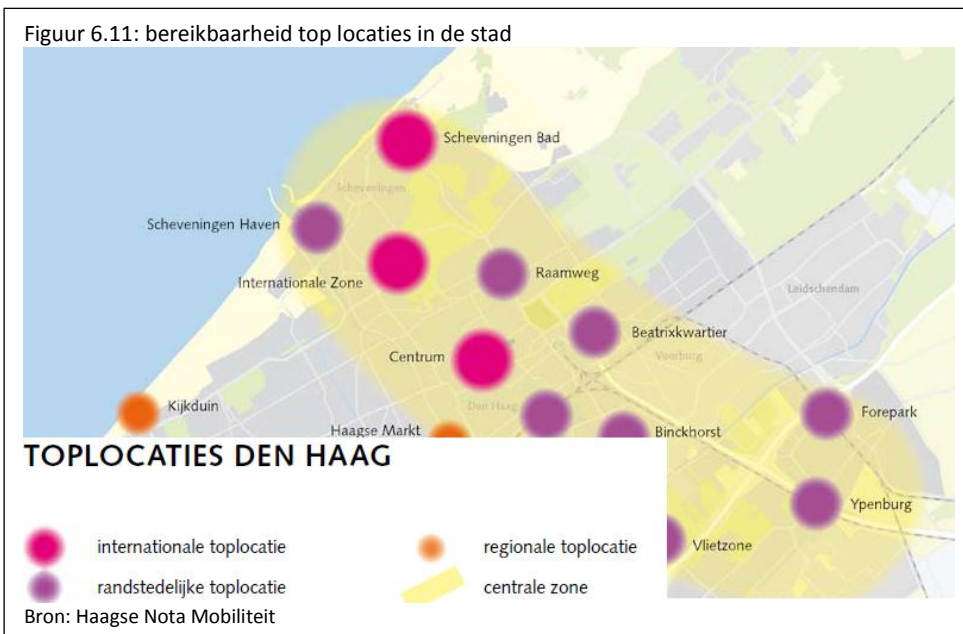 Figuur 6.11: bereikbaarheid top locaties in de stad
Scheveningen Bad
Scheveningen
Scheveningen Haven
Internationale Zone
Raamweg
Leidschendam
Beatrixkwartier
Centrum
Voorburg
Kijkduin
Den Haag
Forepark
Haagse Markt
Binckhorst
TOPLOCATIES DEN HAAG
Ypenburg
Vlietzone
internationale toplocatie
regionale toplocatie
randstedelijke toplocatie
centrale zone
Bron: Haagse Nota Mobiliteit